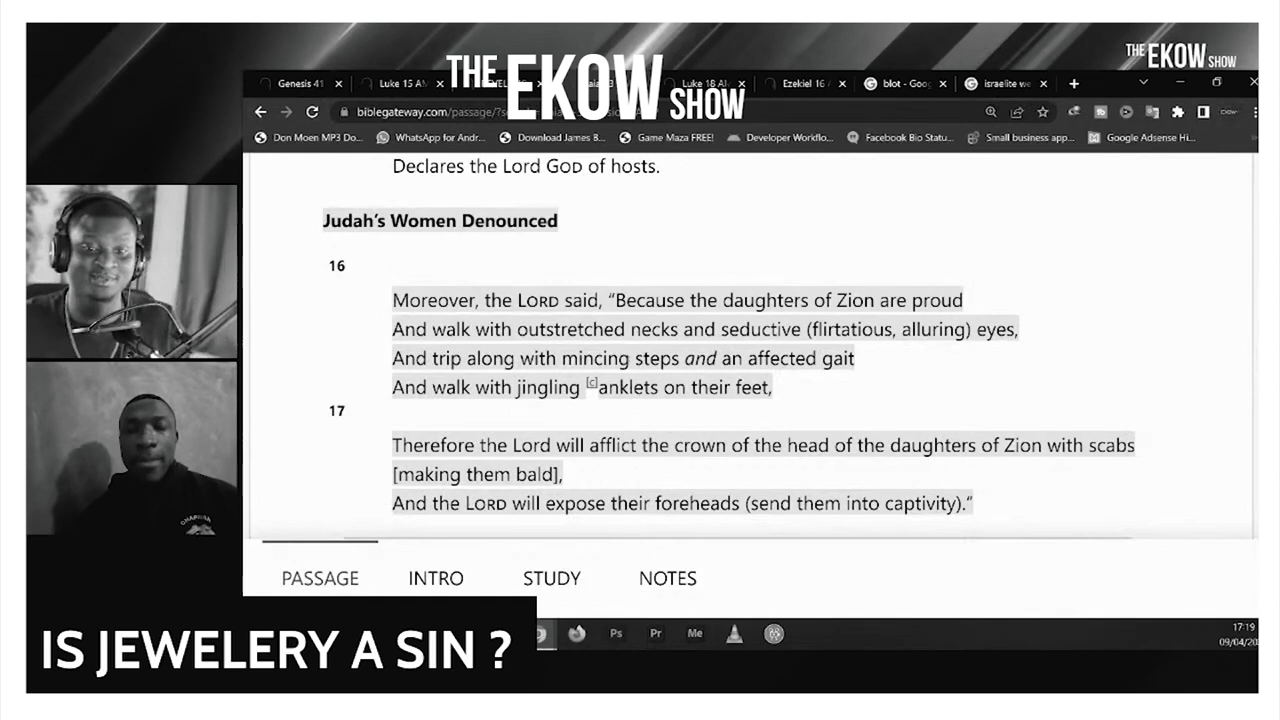 THE EKOW SHOW
THE EKOW SHOW
Genesis 41
Luke 15 AM
Luke 18 A
Ezekiel 16 /
blot - Goo
israelite we
biblegateway.com/passage/?s
Don Moen MP3 Do...
WhatsApp for Andr...
Download James B...
Game Maza FREE!
Developer Workflo...
Facebook Bio Statu...
Small business app...
Google Adsense Hi...
Declares the Lord GOD of hosts.
Judah's Women Denounced
16
Moreover, the LORD said, “Because the daughters of Zion are proud
And walk with outstretched necks and seductive (flirtatious, alluring) eyes,
And trip along with mincing steps and an affected gait
And walk with jingling [c]anklets on their feet,
17
Therefore the Lord will afflict the crown of the head of the daughters of Zion with scabs
[making them bald],
And the LORD will expose their foreheads (send them into captivity).”
PASSAGE INTRO STUDY NOTES
Ps Pr Me
17:19
09/04/20
IS JEWELERY A SIN ?